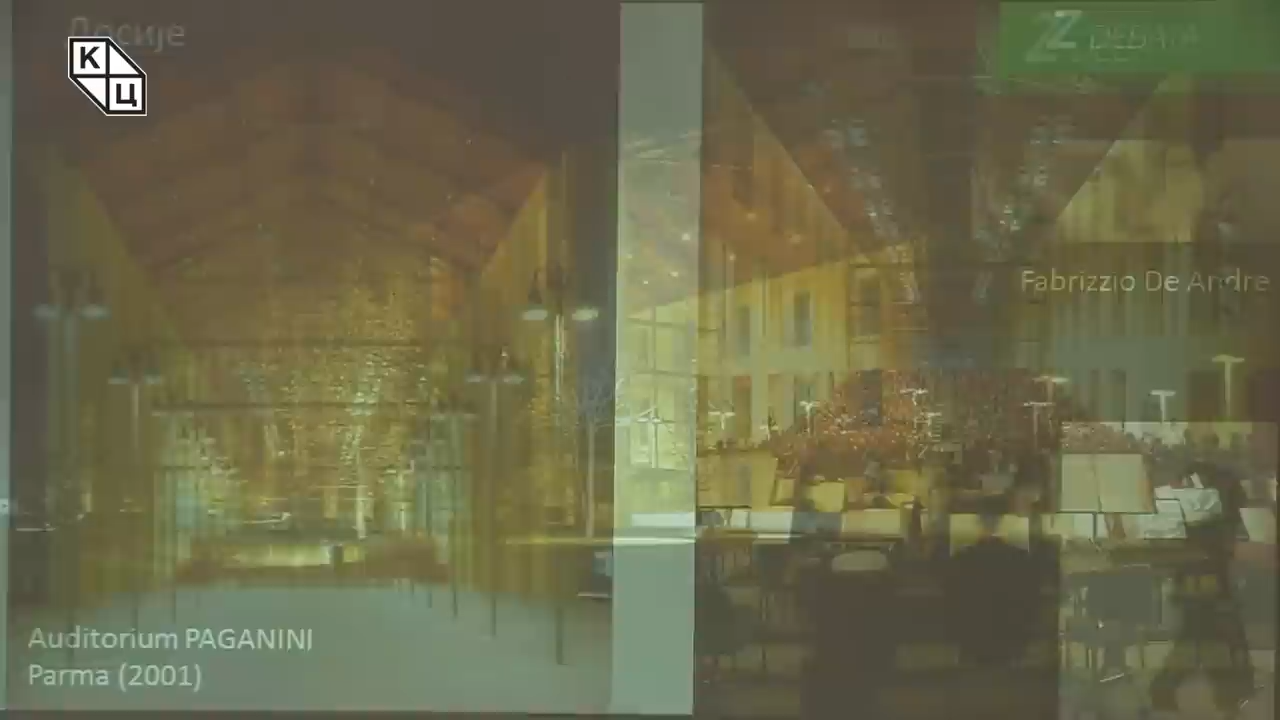 Досије
К
Ц
Z DEBATA
Fabrizzio De Andre
Auditorium PAGANINI
Parma (2001)